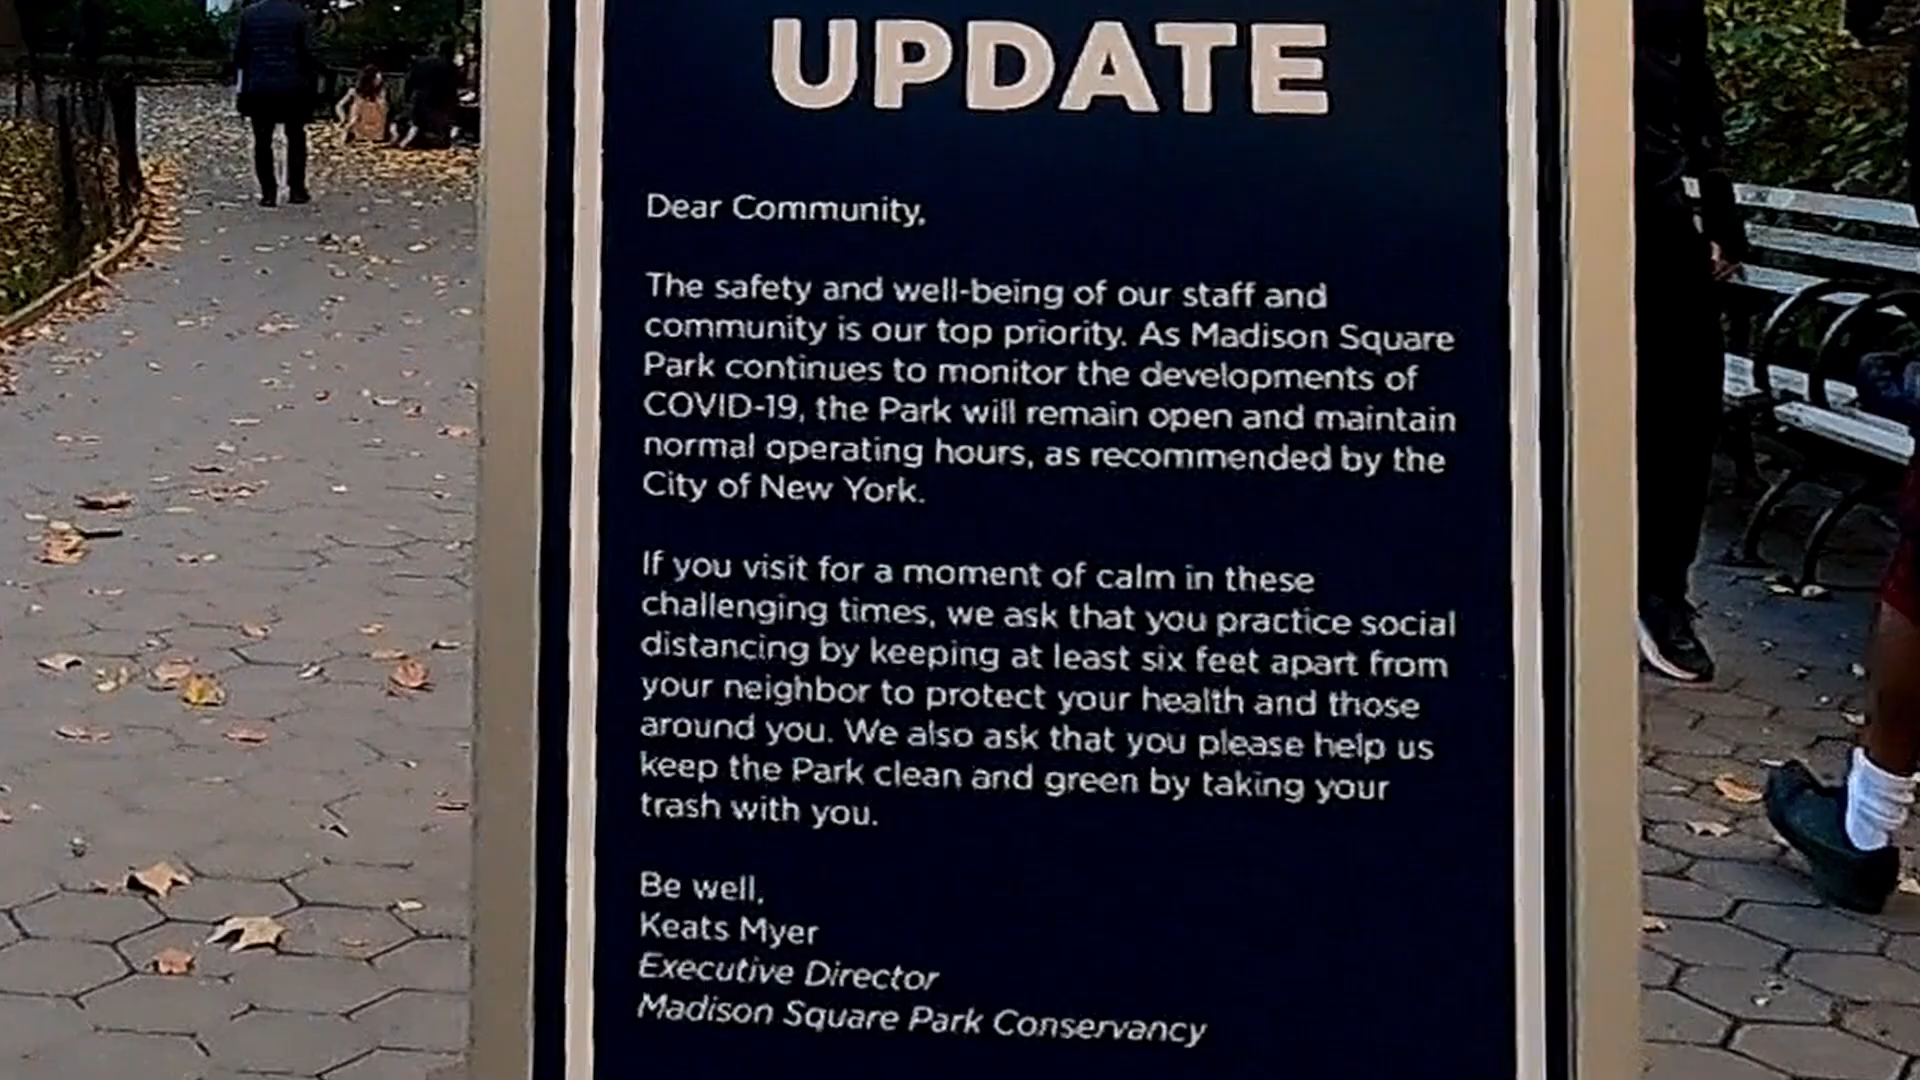 UPDATE
Dear Community,
The safety and well-being of our staff and
community is our top priority. As Madison Square
Park continues to monitor the developments of
COVID-19, the Park will remain open and maintain
normal operating hours, as recommended by the
City of New York.
If you visit for a moment of calm in these
challenging times, we ask that you practice social
distancing by keeping at least six feet apart from
your neighbor to protect your health and those
around you. We also ask that you please help us
keep the Park clean and green by taking your
trash with you.
Be well,
Keats Myer
Executive Director
Madison Square Park Conservancy